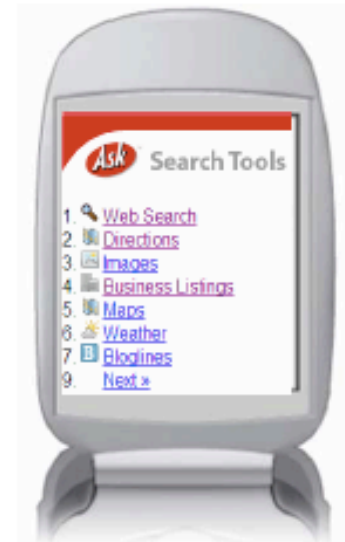 Ask Search Tools
1. Web Search
2. Directions
3. Images
4. Business Listings
5. Maps
6. Weather
7. B Bloglines
9. Next »